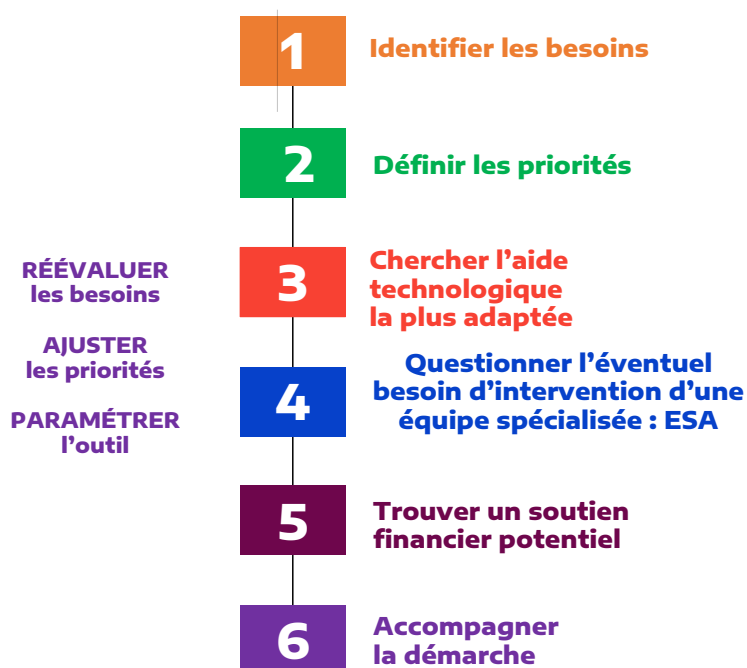 1
Identifier les besoins
2
Définir les priorités
3
Chercher l’aide
technologique
la plus adaptée
4
Questionner l’éventuel
besoin d’intervention d’une
équipe spécialisée : ESA
5
Trouver un soutien
financier potentiel
6
Accompagner
la démarche
RÉÉVALUER
les besoins
AJUSTER
les priorités
PARAMÉTRER
l’outil